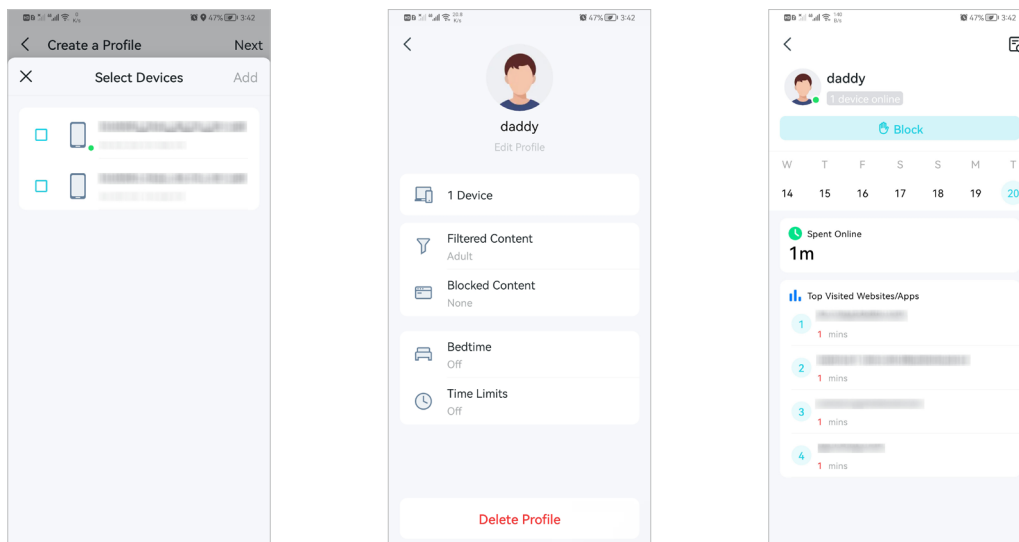 47% 3:42
Create a Profile Next
Select Devices Add
47% 3:42
daddy
Edit Profile
1 Device
Filtered Content
Adult
Blocked Content
None
Bedtime
Off
Time Limits
Off
Delete Profile
47% 3:42
daddy
1 device online
Block
W T F S S M T
14 15 16 17 18 19 20
Spent Online
1m
Top Visited Websites/Apps
1
1 mins
2
1 mins
3
1 mins
4
1 mins